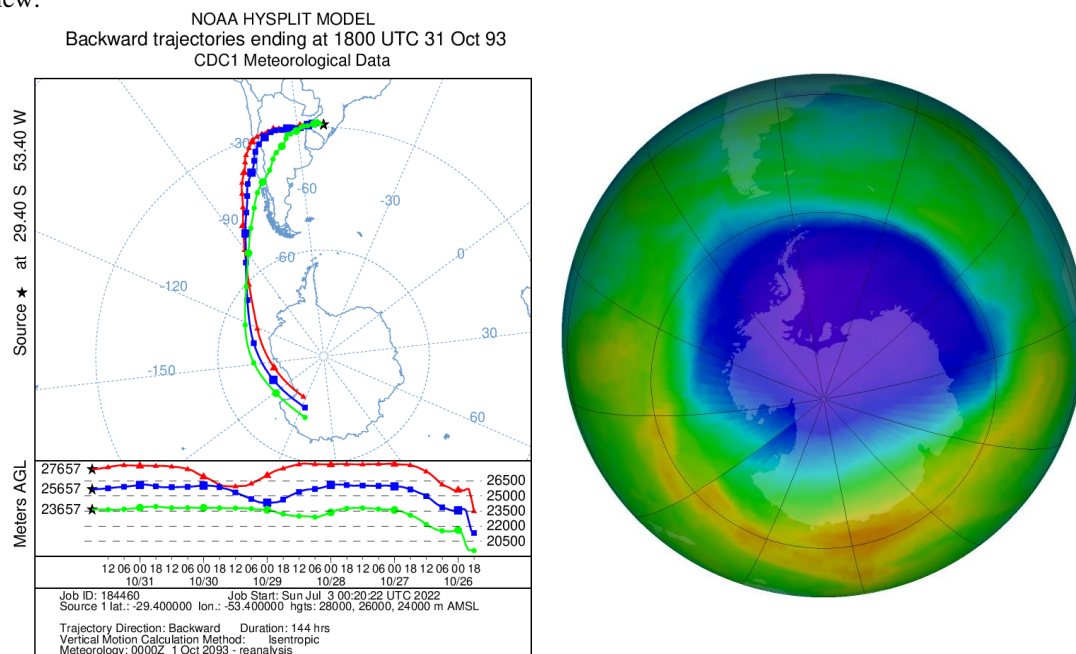 NOAA HYSPLIT MODEL
Backward trajectories ending at 1800 UTC 31 Oct 93
CDC1 Meteorological Data
Source ★ at 29.40 S 53.40 W
-30
-60
-30
-90
0
-60
-120
30
-150
60
Meters AGL
27657
25657
23657
26500
25000
23500
22000
20500
12 06 00 18 12 06 00 18 12 06 00 18 12 06 00 18 12 06 00 18 12 06 00 18
10/31 10/30 10/29 10/28 10/27 10/26
Job ID: 184460 Job Start: Sun Jul 3 00:20:22 UTC 2022
Source 1 lat.: -29.400000 lon.: -53.400000 hgts: 28000, 26000, 24000 m AMSL
Trajectory Direction: Backward Duration: 144 hrs
Vertical Motion Calculation Method: Isentropic
Meteorology: 0000Z 1 Oct 2093 - reanalysis